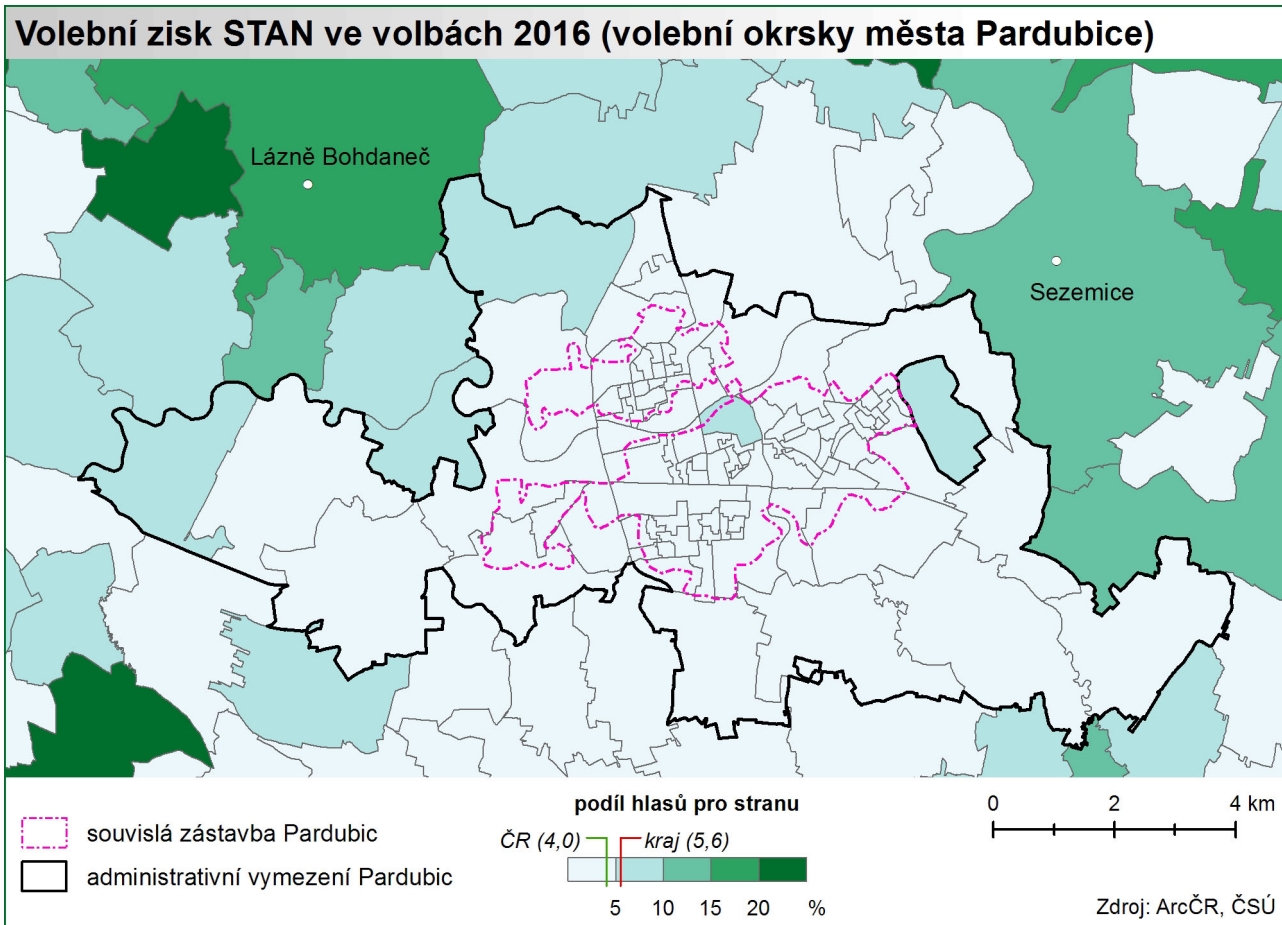 Volební zisk STAN ve volbách 2016 (volební okrsky města Pardubice)
Lázně Bohdaneč
Sezemice
souvislá zástavba Pardubic
administrativní vymezení Pardubic
podíl hlasů pro stranu
ČR (4,0) kraj (5,6)
5 10 15 20 %
0 2 4 km
Zdroj: ArcČR, ČSÚ